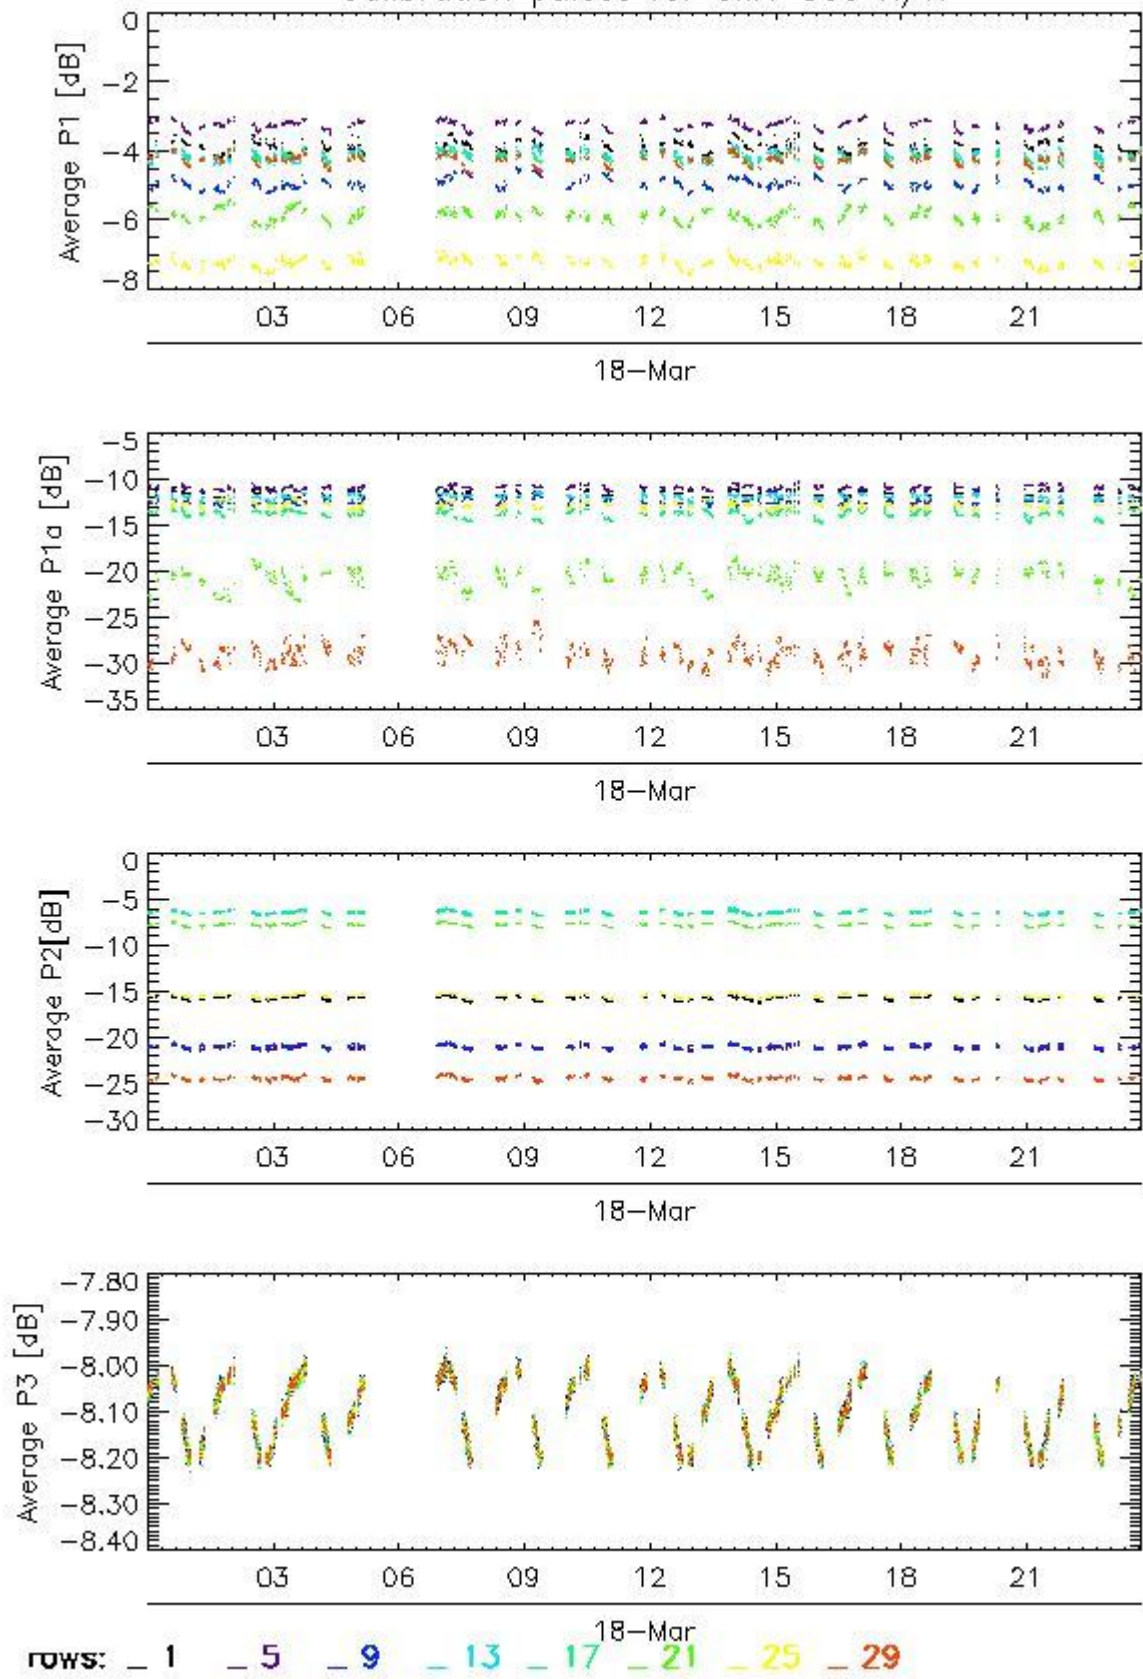 0
−2
−4
−6
−8
Average P1 [dB]
03 06 09 12 15 18 21
18−Mar
−5
−10
−15
−20
−25
−30
−35
Average P1a [dB]
03 06 09 12 15 18 21
18−Mar
0
−5
−10
−15
−20
−25
−30
Average P2[dB]
03 06 09 12 15 18 21
18−Mar
−7.80
−7.90
−8.00
−8.10
−8.20
−8.30
−8.40
Average P3 [dB]
03 06 09 12 15 18 21
18−Mar
rows: _ 1 _ 5 _ 9 _ 13 _ 17 _ 21 _ 25 _ 29